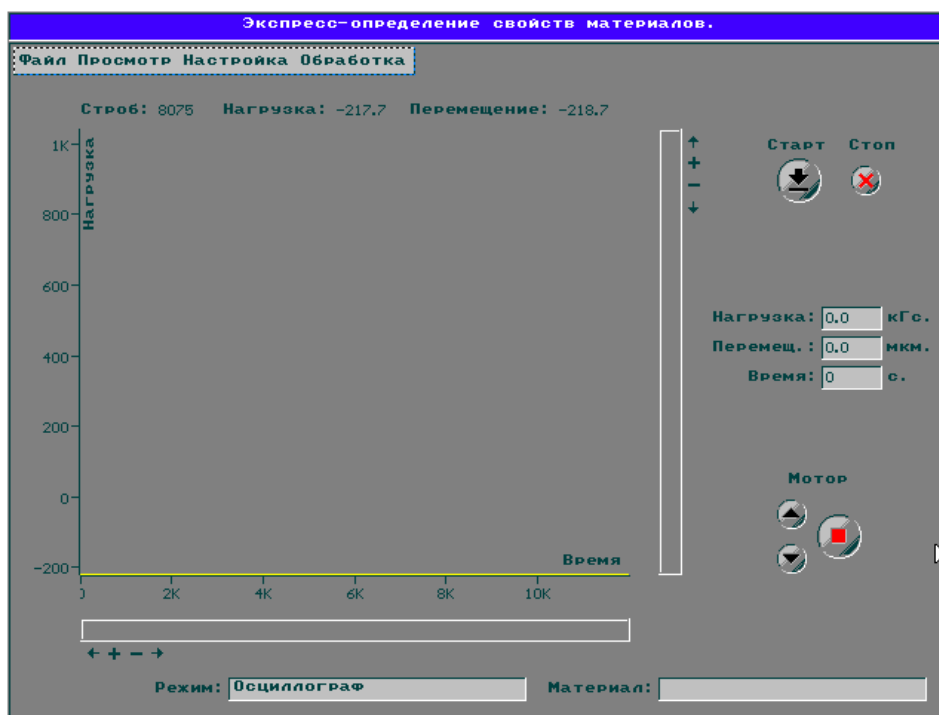 Экспресс-определение свойств материалов.
Файл Просмотр Настройка Обработка
Строб: 8075 Нагрузка: -217.7 Перемещение: -218.7
Старт Стоп
Нагрузка
1K
800
600
400
200
0
-200
Время
0 2K 4K 6K 8K 10K
Нагрузка: 0.0 кГс.
Перемещ.: 0.0 мкм.
Время: 0 с.
Мотор
Режим: Осциллограф Материал: